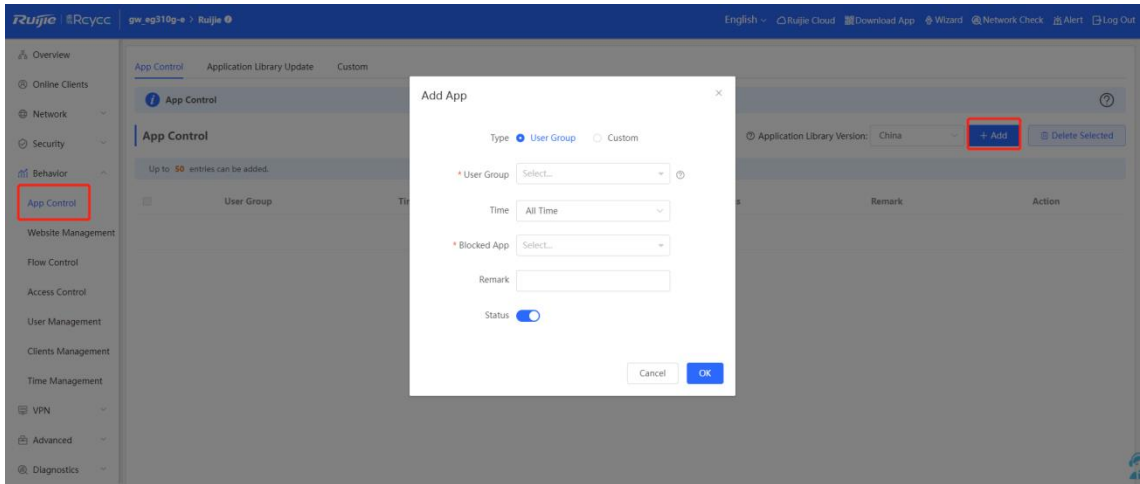 Ruijie Rcycc gw_eg310g-e > Ruijie English Ruijie Cloud Download App Wizard Network Check Alert Log Out
Overview
App Control Application Library Update Custom
Online Clients
Add App
App Control
Network
App Control
Application Library Version: China + Add Delete Selected
Type User Group Custom
Security
Up to 50 entries can be added.
Behavior
* User Group Select...
App Control
User Group Remark Action
Time All Time
Website Management
* Blocked App Select...
Flow Control
Remark
Access Control
Status
User Management
Clients Management
Cancel OK
Time Management
VPN
Advanced
Diagnostics